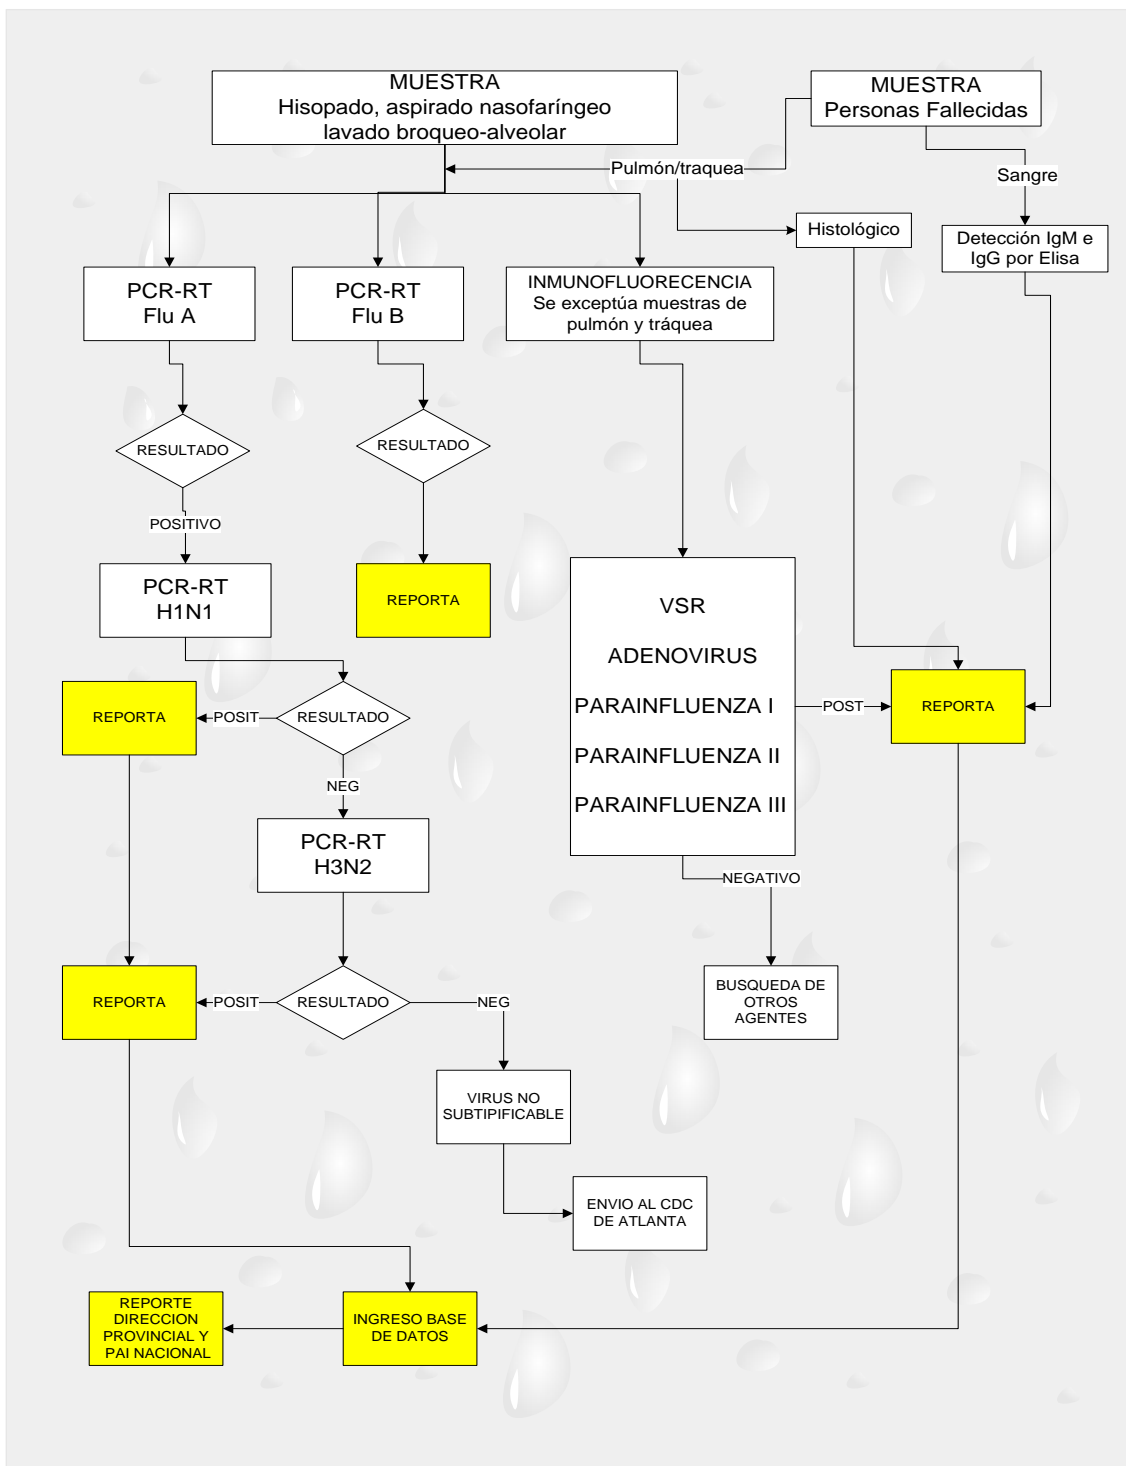 MUESTRA
Hisopado, aspirado nasofaríngeo
lavado broqueo-alveolar
MUESTRA
Personas Fallecidas
Pulmón/traquea
Sangre
Histológico
Detección IgM e
IgG por Elisa
PCR-RT
Flu A
PCR-RT
Flu B
INMUNOFLUORECENCIA
Se exceptúa muestras de
pulmón y tráquea
RESULTADO
RESULTADO
POSITIVO
PCR-RT
H1N1
REPORTA
VSR
ADENOVIRUS
PARAINFLUENZA I
PARAINFLUENZA II
PARAINFLUENZA III
REPORTA
POSIT
RESULTADO
POST
REPORTA
NEG
PCR-RT
H3N2
NEGATIVO
REPORTA
POSIT
RESULTADO
NEG
BUSQUEDA DE
OTROS
AGENTES
VIRUS NO
SUBTIPIFICABLE
ENVIO AL CDC
DE ATLANTA
REPORTE
DIRECCION
PROVINCIAL Y
PAI NACIONAL
INGRESO BASE
DE DATOS